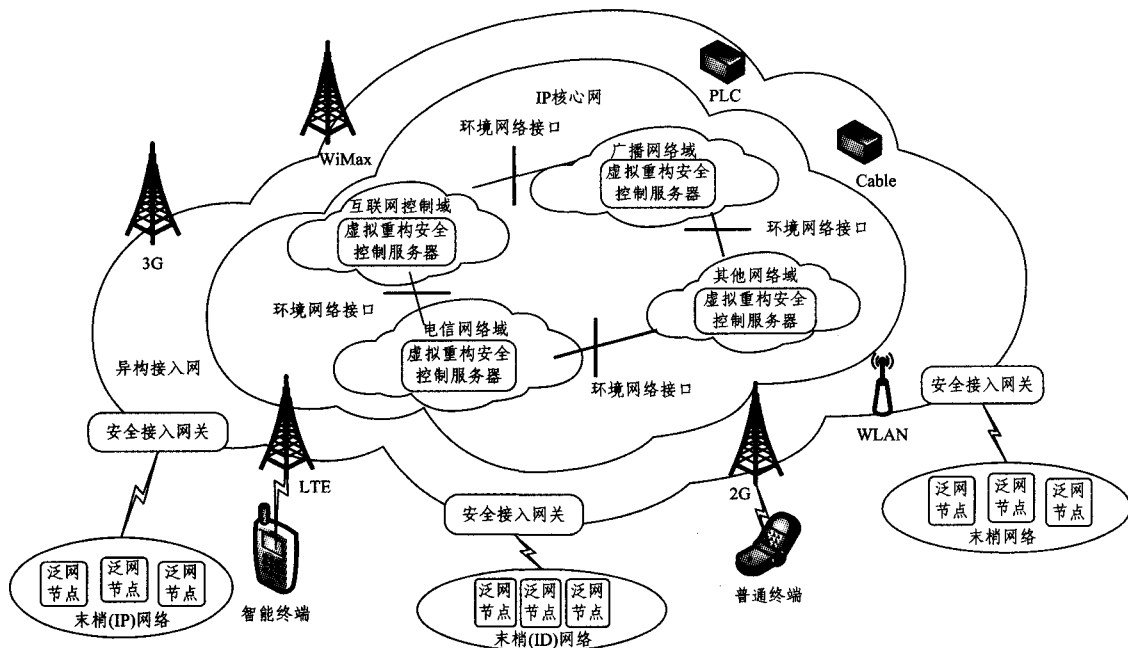 PLC
IP核心网
环境网络接口
WiMax
广播网络域
虚拟重构安全
控制服务器
Cable
互联网控制域
虚拟重构安全
控制服务器
环境网络接口
3G
其他网络域
虚拟重构安全
控制服务器
环境网络接口
电信网络域
虚拟重构安全
控制服务器
异构接入网
环境网络接口
安全接入网关
安全接入网关
WLAN
LTE
2G
安全接入网关
泛网
节点
泛网
节点
泛网
节点
末梢网络
泛网
节点
泛网
节点
泛网
节点
末梢(IP)网络
智能终端
泛网
节点
泛网
节点
泛网
节点
末梢(ID)网络
普通终端